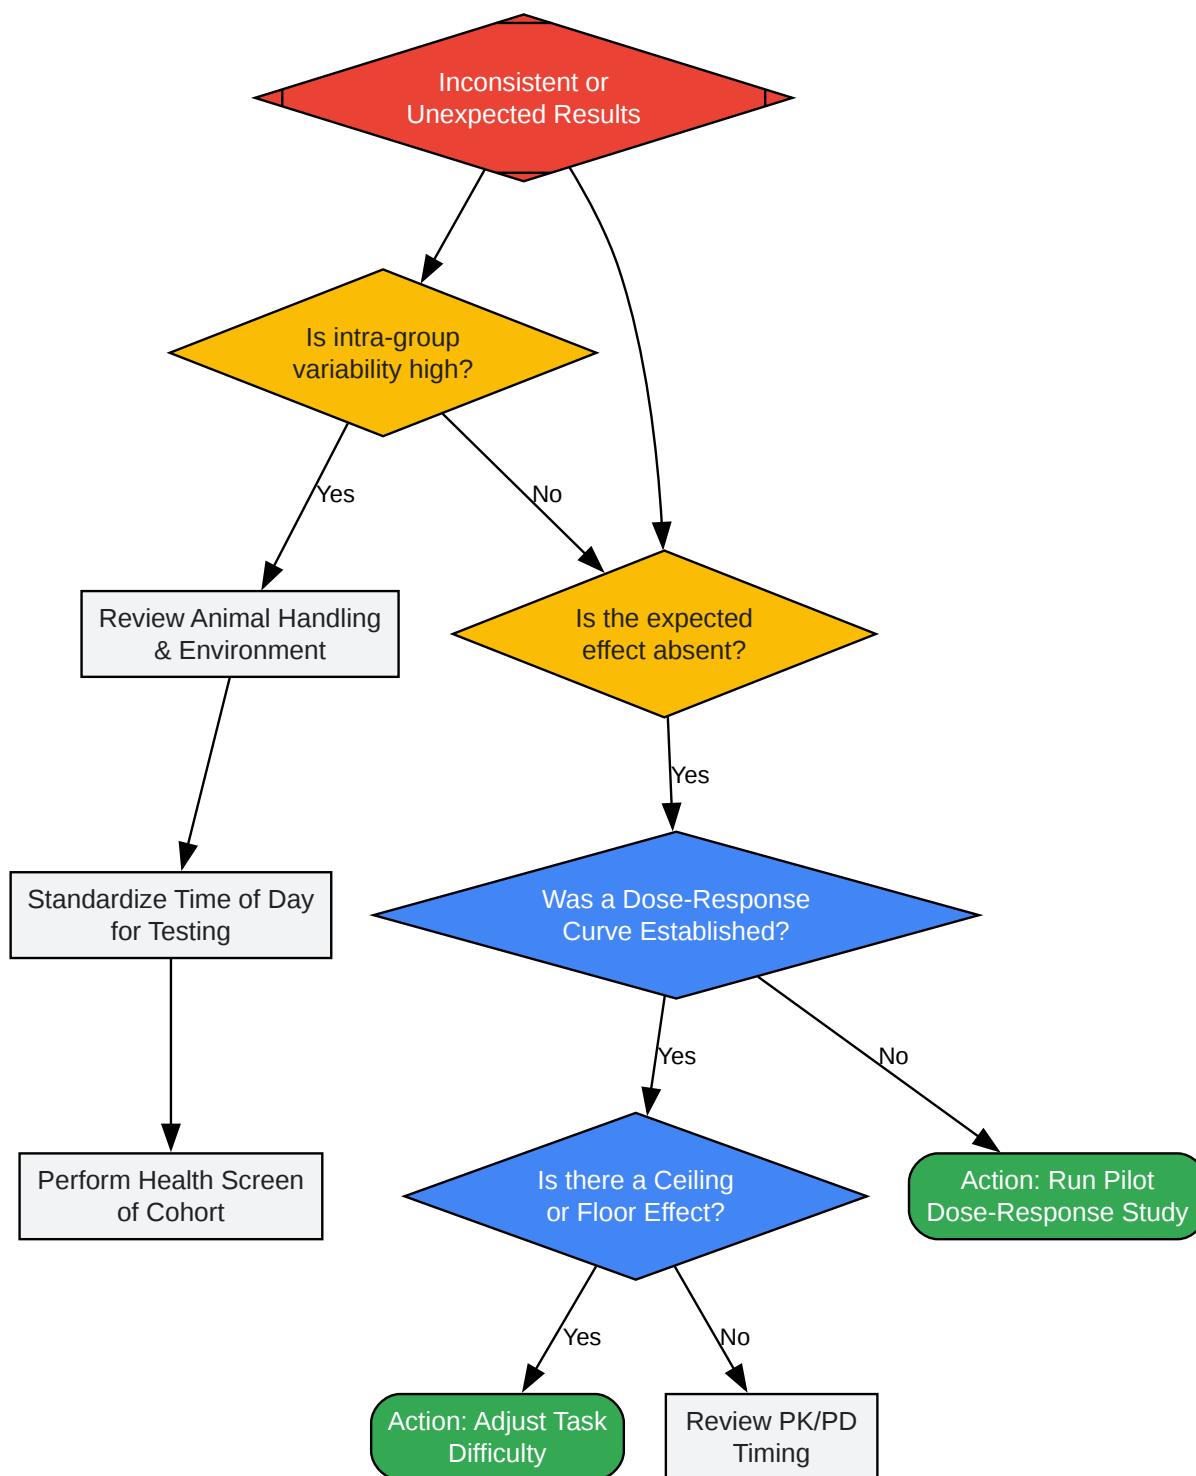 Inconsistent or
Unexpected Results
Is intra-group
variability high?
Yes
No
Review Animal Handling
& Environment
Is the expected
effect absent?
Yes
Standardize Time of Day
for Testing
Was a Dose-Response
Curve Established?
Yes
No
Perform Health Screen
of Cohort
Is there a Ceiling
or Floor Effect?
Action: Run Pilot
Dose-Response Study
Yes
No
Action: Adjust Task
Difficulty
Review PK/PD
Timing